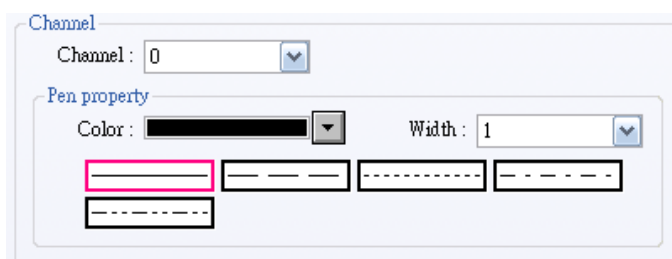 Channel
Channel : 0
Pen property
Color : Width : 1